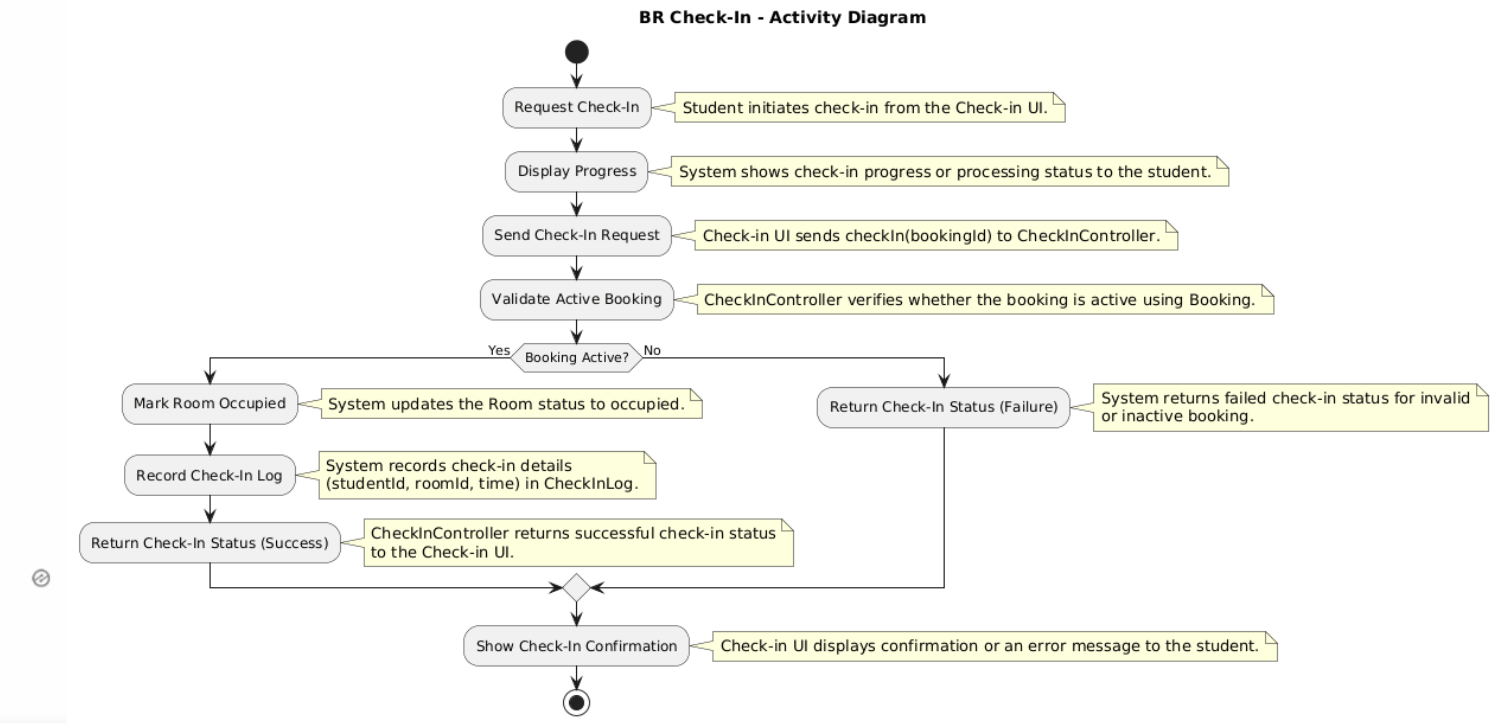 BR Check-In - Activity Diagram
Request Check-In
Student initiates check-in from the Check-in UI.
Display Progress
System shows check-in progress or processing status to the student.
Send Check-In Request
Check-in UI sends checkIn(bookingId) to CheckInController.
Validate Active Booking
CheckInController verifies whether the booking is active using Booking.
Yes
Booking Active?
No
Mark Room Occupied
System updates the Room status to occupied.
Return Check-In Status (Failure)
System returns failed check-in status for invalid
or inactive booking.
Record Check-In Log
System records check-in details
(studentId, roomId, time) in CheckInLog.
Return Check-In Status (Success)
CheckInController returns successful check-in status
to the Check-in UI.
Show Check-In Confirmation
Check-in UI displays confirmation or an error message to the student.